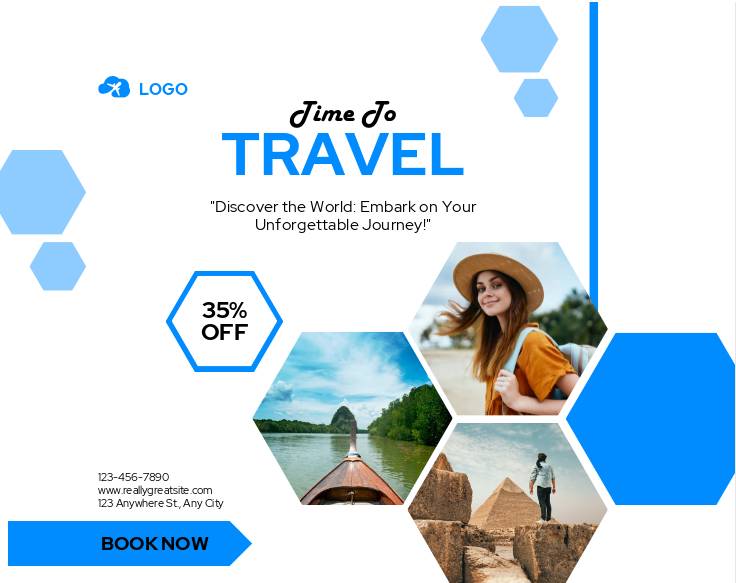 LOGO
Time To
TRAVEL
"Discover the World: Embark on Your
Unforgettable Journey!"
35%
OFF
123-456-7890
www.reallygreatsite.com
123 Anywhere St., Any City
BOOK NOW